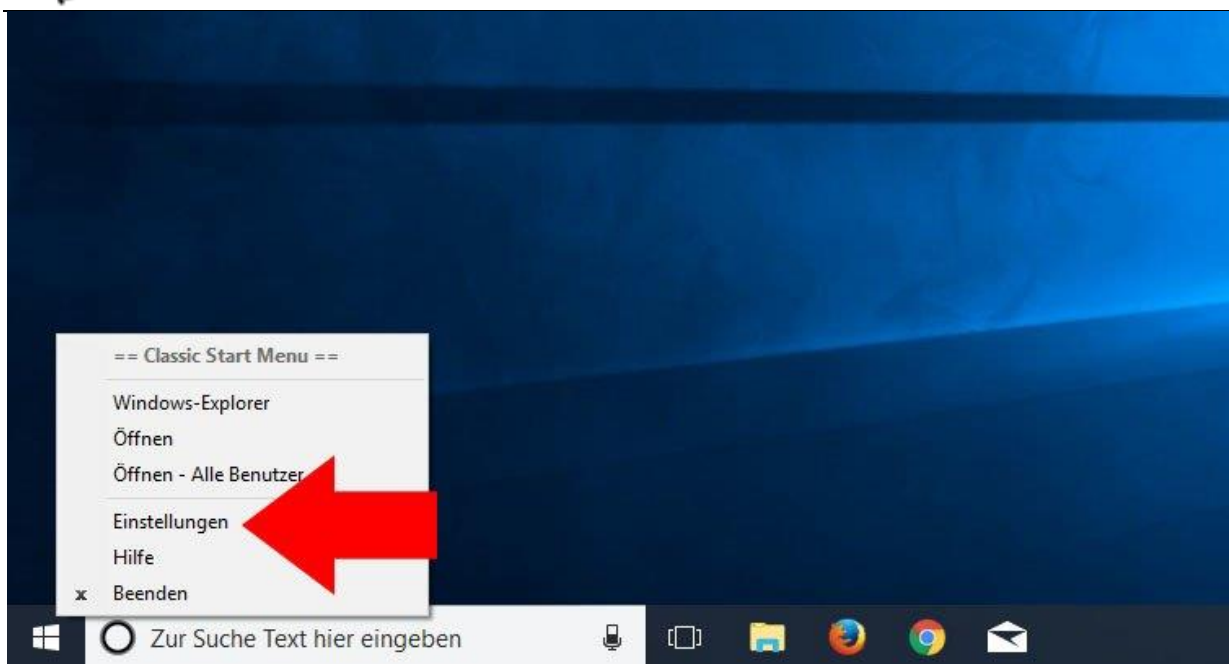 == Classic Start Menu ==
Windows-Explorer
Öffnen
Öffnen - Alle Benutzer
Einstellungen
Hilfe
x Beenden
Zur Suche Text hier eingeben